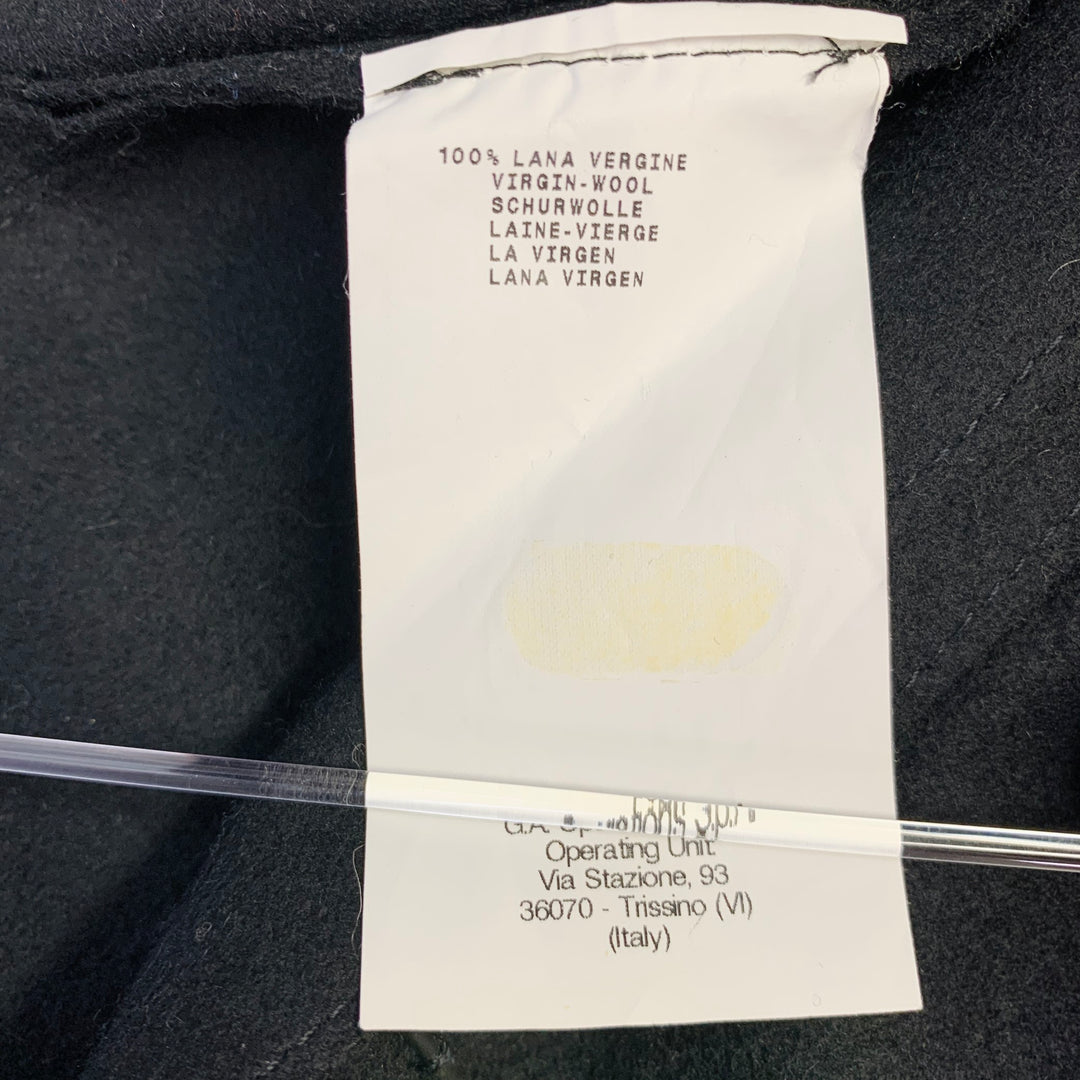 100% LANA VERGINE
VIRGIN-WOOL
SCHURWOLLE
LAINE-VIERGE
LA VIRGEN
LANA VIRGEN
G.A. Operations S.p.A
Operating Unit
Via Stazione, 93
36070 - Trissino (VI)
(Italy)